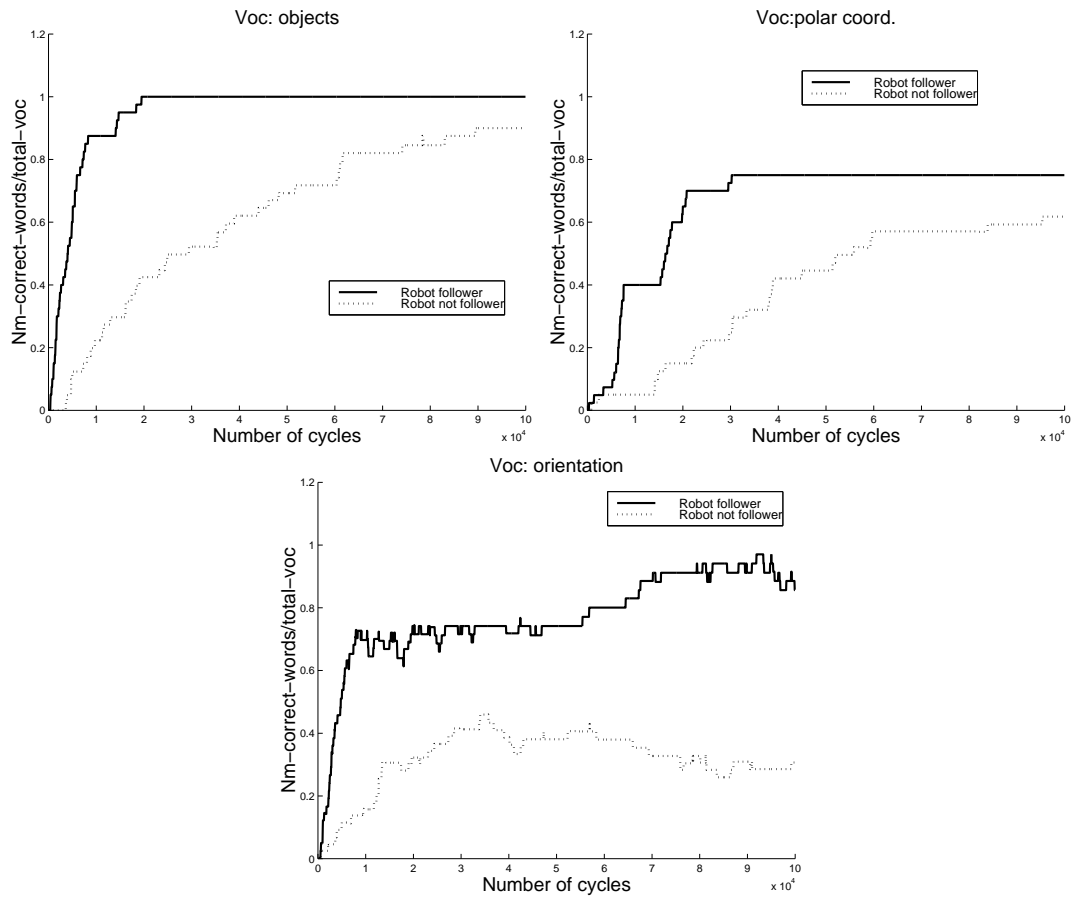 Voc: objects
1.2
1
0.8
0.6
0.4
0.2
0
Nm−correct−words/total−voc
Robot follower
Robot not follower
0 1 2 3 4 5 6 7 8 9 10
Number of cycles
x 10⁴
Voc:polar coord.
1.2
1
0.8
0.6
0.4
0.2
0
Nm−correct−words/total−voc
Robot follower
Robot not follower
0 1 2 3 4 5 6 7 8 9 10
Number of cycles
x 10⁴
Voc: orientation
1.2
1
0.8
0.6
0.4
0.2
0
Nm−correct−words/total−voc
Robot follower
Robot not follower
0 1 2 3 4 5 6 7 8 9 10
Number of cycles
x 10⁴